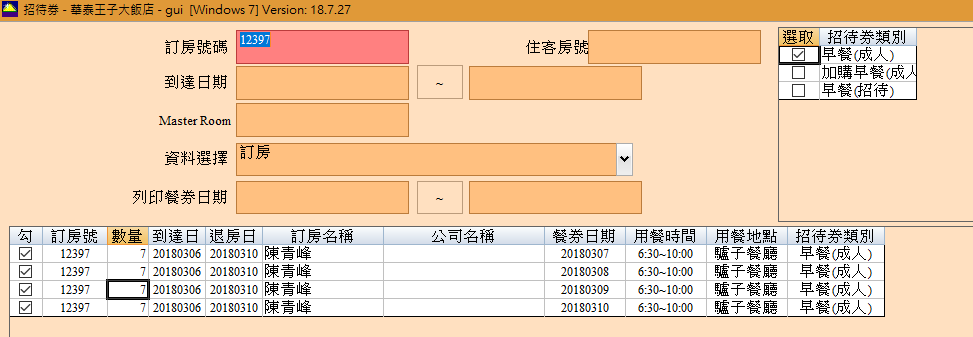 招待券 - 華泰王子大飯店 - gui [Windows 7] Version: 18.7.27
訂房號碼 12397 住客房號
到達日期 ~
Master Room
資料選擇 訂房
列印餐券日期 ~
選取 招待券類別
早餐(成人)
加購早餐(成人
早餐(招待)
勾 訂房號 數量 到達日 退房日 訂房名稱 公司名稱 餐券日期 用餐時間 用餐地點 招待券類別
12397 7 20180306 20180310 陳青峰 20180307 6:30~10:00 驢子餐廳 早餐(成人)
12397 7 20180306 20180310 陳青峰 20180308 6:30~10:00 驢子餐廳 早餐(成人)
12397 7 20180306 20180310 陳青峰 20180309 6:30~10:00 驢子餐廳 早餐(成人)
12397 7 20180306 20180310 陳青峰 20180310 6:30~10:00 驢子餐廳 早餐(成人)